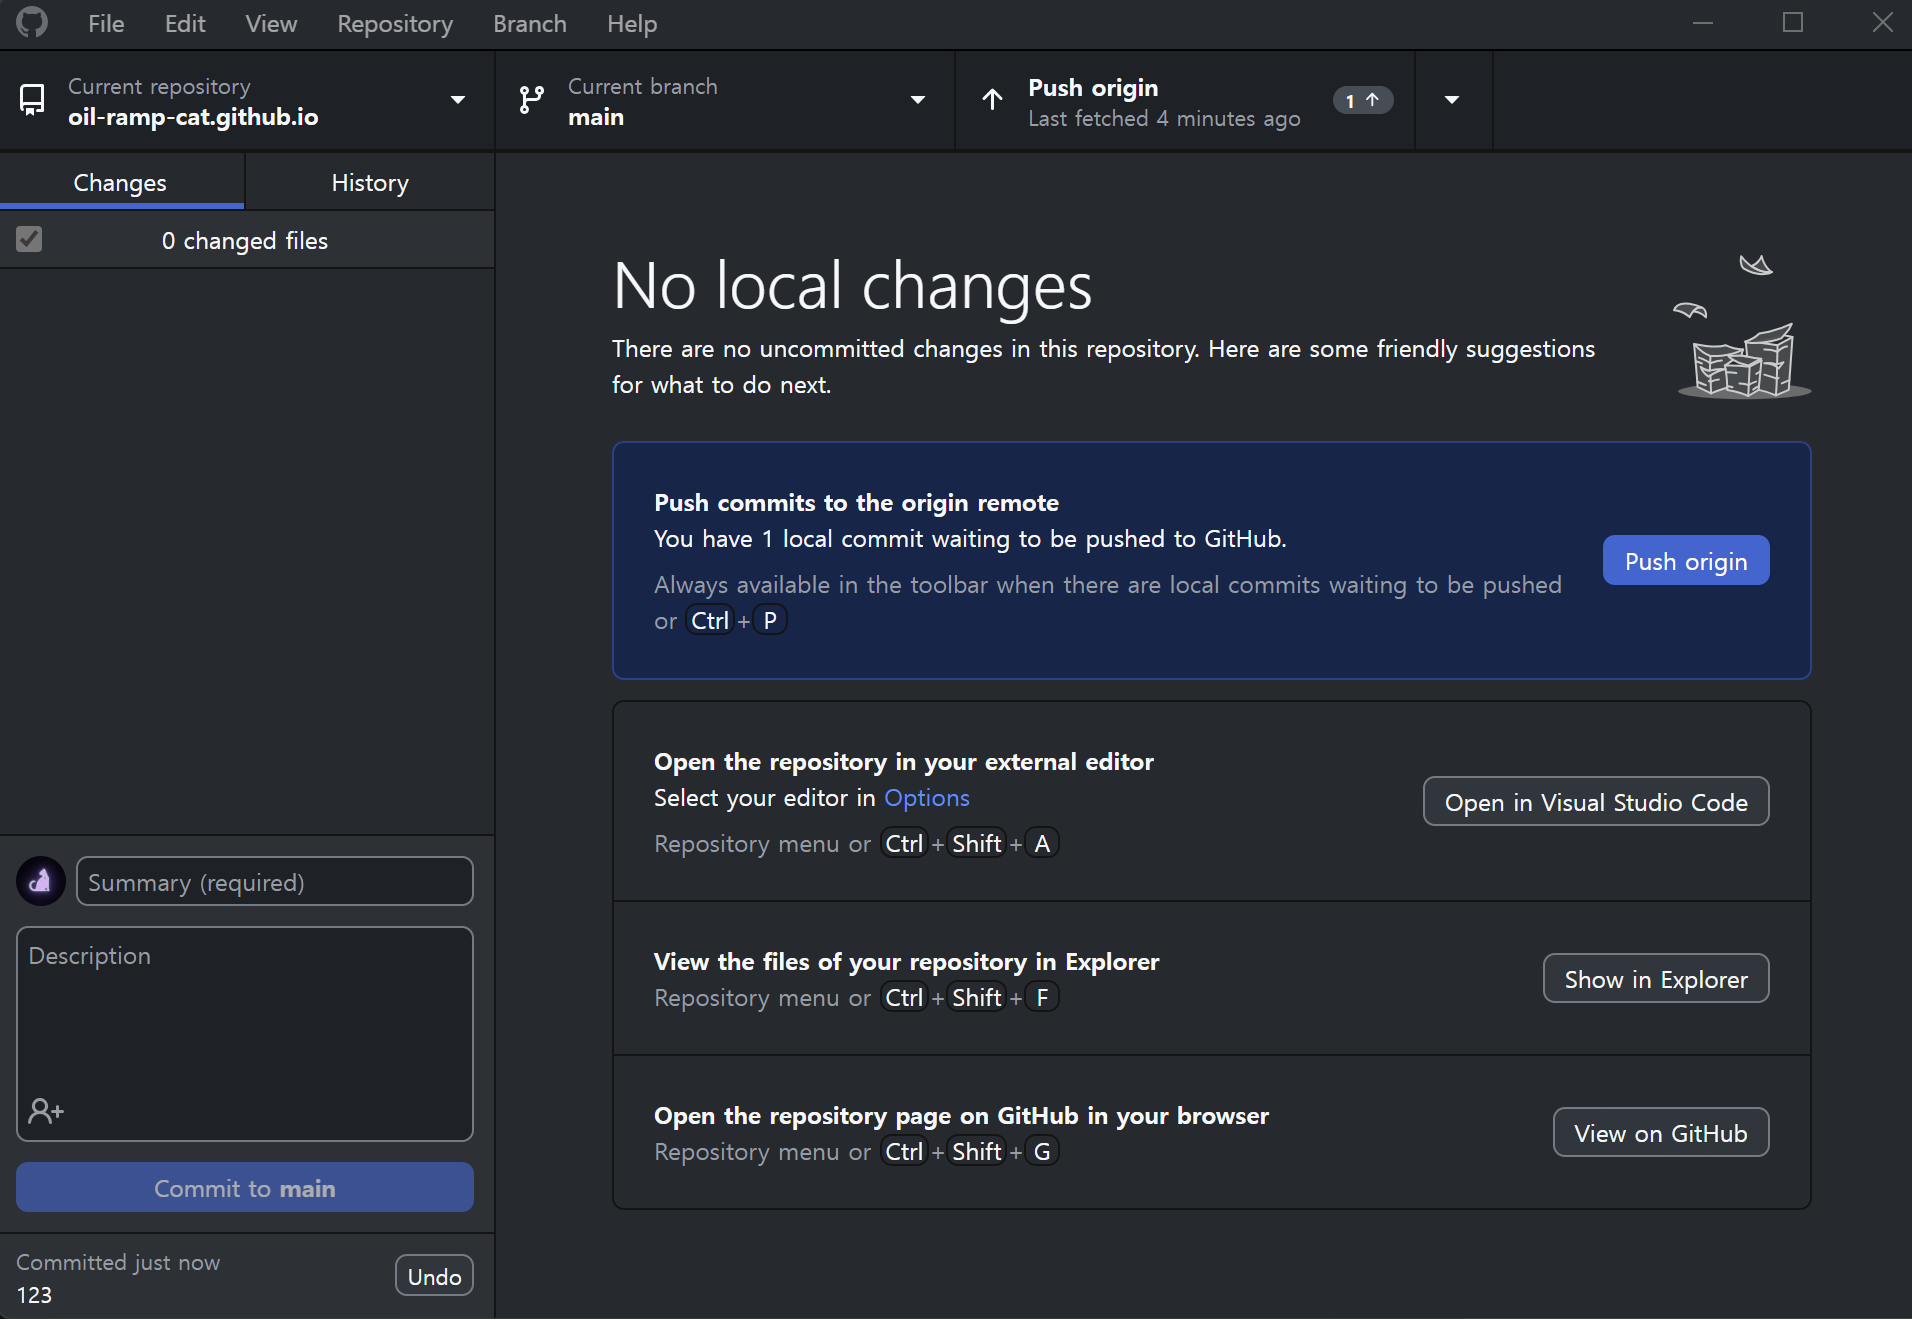 File Edit View Repository Branch Help
Current repository
oil-ramp-cat.github.io
Current branch
main
Push origin
Last fetched 4 minutes ago
1
Changes
History
0 changed files
No local changes
There are no uncommitted changes in this repository. Here are some friendly suggestions
for what to do next.
Push commits to the origin remote
You have 1 local commit waiting to be pushed to GitHub.
Always available in the toolbar when there are local commits waiting to be pushed
or Ctrl + P
Push origin
Open the repository in your external editor
Select your editor in Options
Repository menu or Ctrl + Shift + A
Open in Visual Studio Code
View the files of your repository in Explorer
Repository menu or Ctrl + Shift + F
Show in Explorer
Open the repository page on GitHub in your browser
Repository menu or Ctrl + Shift + G
View on GitHub
Summary (required)
Description
Commit to main
Committed just now
123
Undo